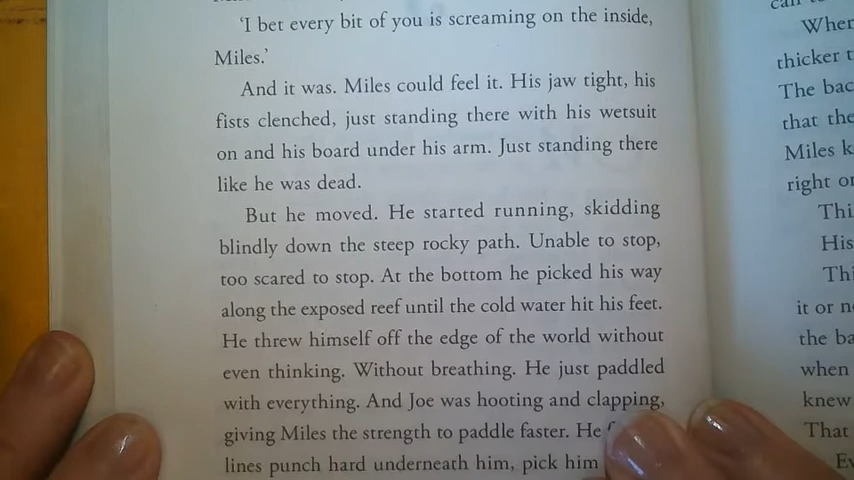 'I bet every bit of you is screaming on the inside,
Miles.'
And it was. Miles could feel it. His jaw tight, his
fists clenched, just standing there with his wetsuit
on and his board under his arm. Just standing there
like he was dead.
But he moved. He started running, skidding
blindly down the steep rocky path. Unable to stop,
too scared to stop. At the bottom he picked his way
along the exposed reef until the cold water hit his feet.
He threw himself off the edge of the world without
even thinking. Without breathing. He just paddled
with everything. And Joe was hooting and clapping,
giving Miles the strength to paddle faster. He
lines punch hard underneath him, pick him
When
thicker
The
that the
Miles
right
His
it or
the
when
knew
That